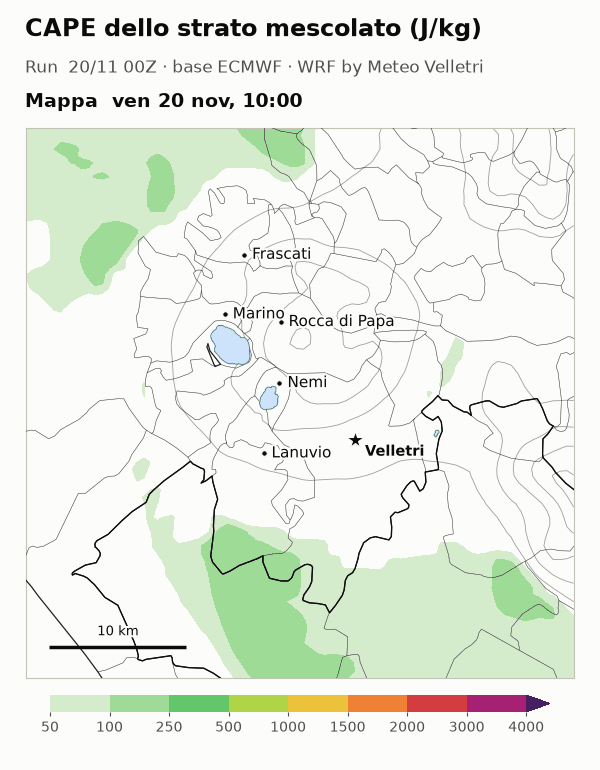 CAPE dello strato mescolato (J/kg)
Run 20/11 00Z · base ECMWF · WRF by Meteo Velletri
Mappa ven 20 nov, 10:00
Frascati
Marino
Rocca di Papa
Nemi
Velletri
Lanuvio
10 km
50 100 250 500 1000 1500 2000 3000 4000